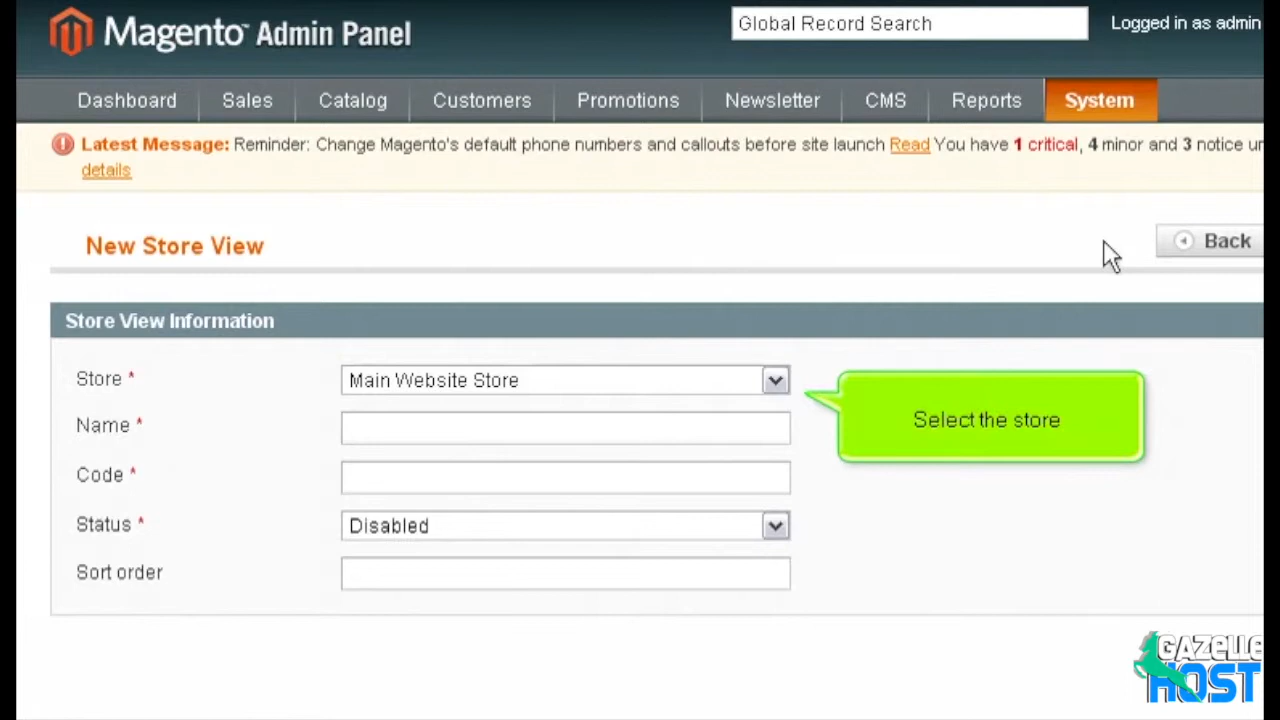 Magento™ Admin Panel
Global Record Search
Logged in as admin
Dashboard Sales Catalog Customers Promotions Newsletter CMS Reports System
Latest Message: Reminder: Change Magento's default phone numbers and callouts before site launch Read You have 1 critical, 4 minor and 3 notice
details
New Store View
Back
Store View Information
Store * Main Website Store
Select the store
Name *
Code *
Status * Disabled
Sort order
GAZELLE
HOST